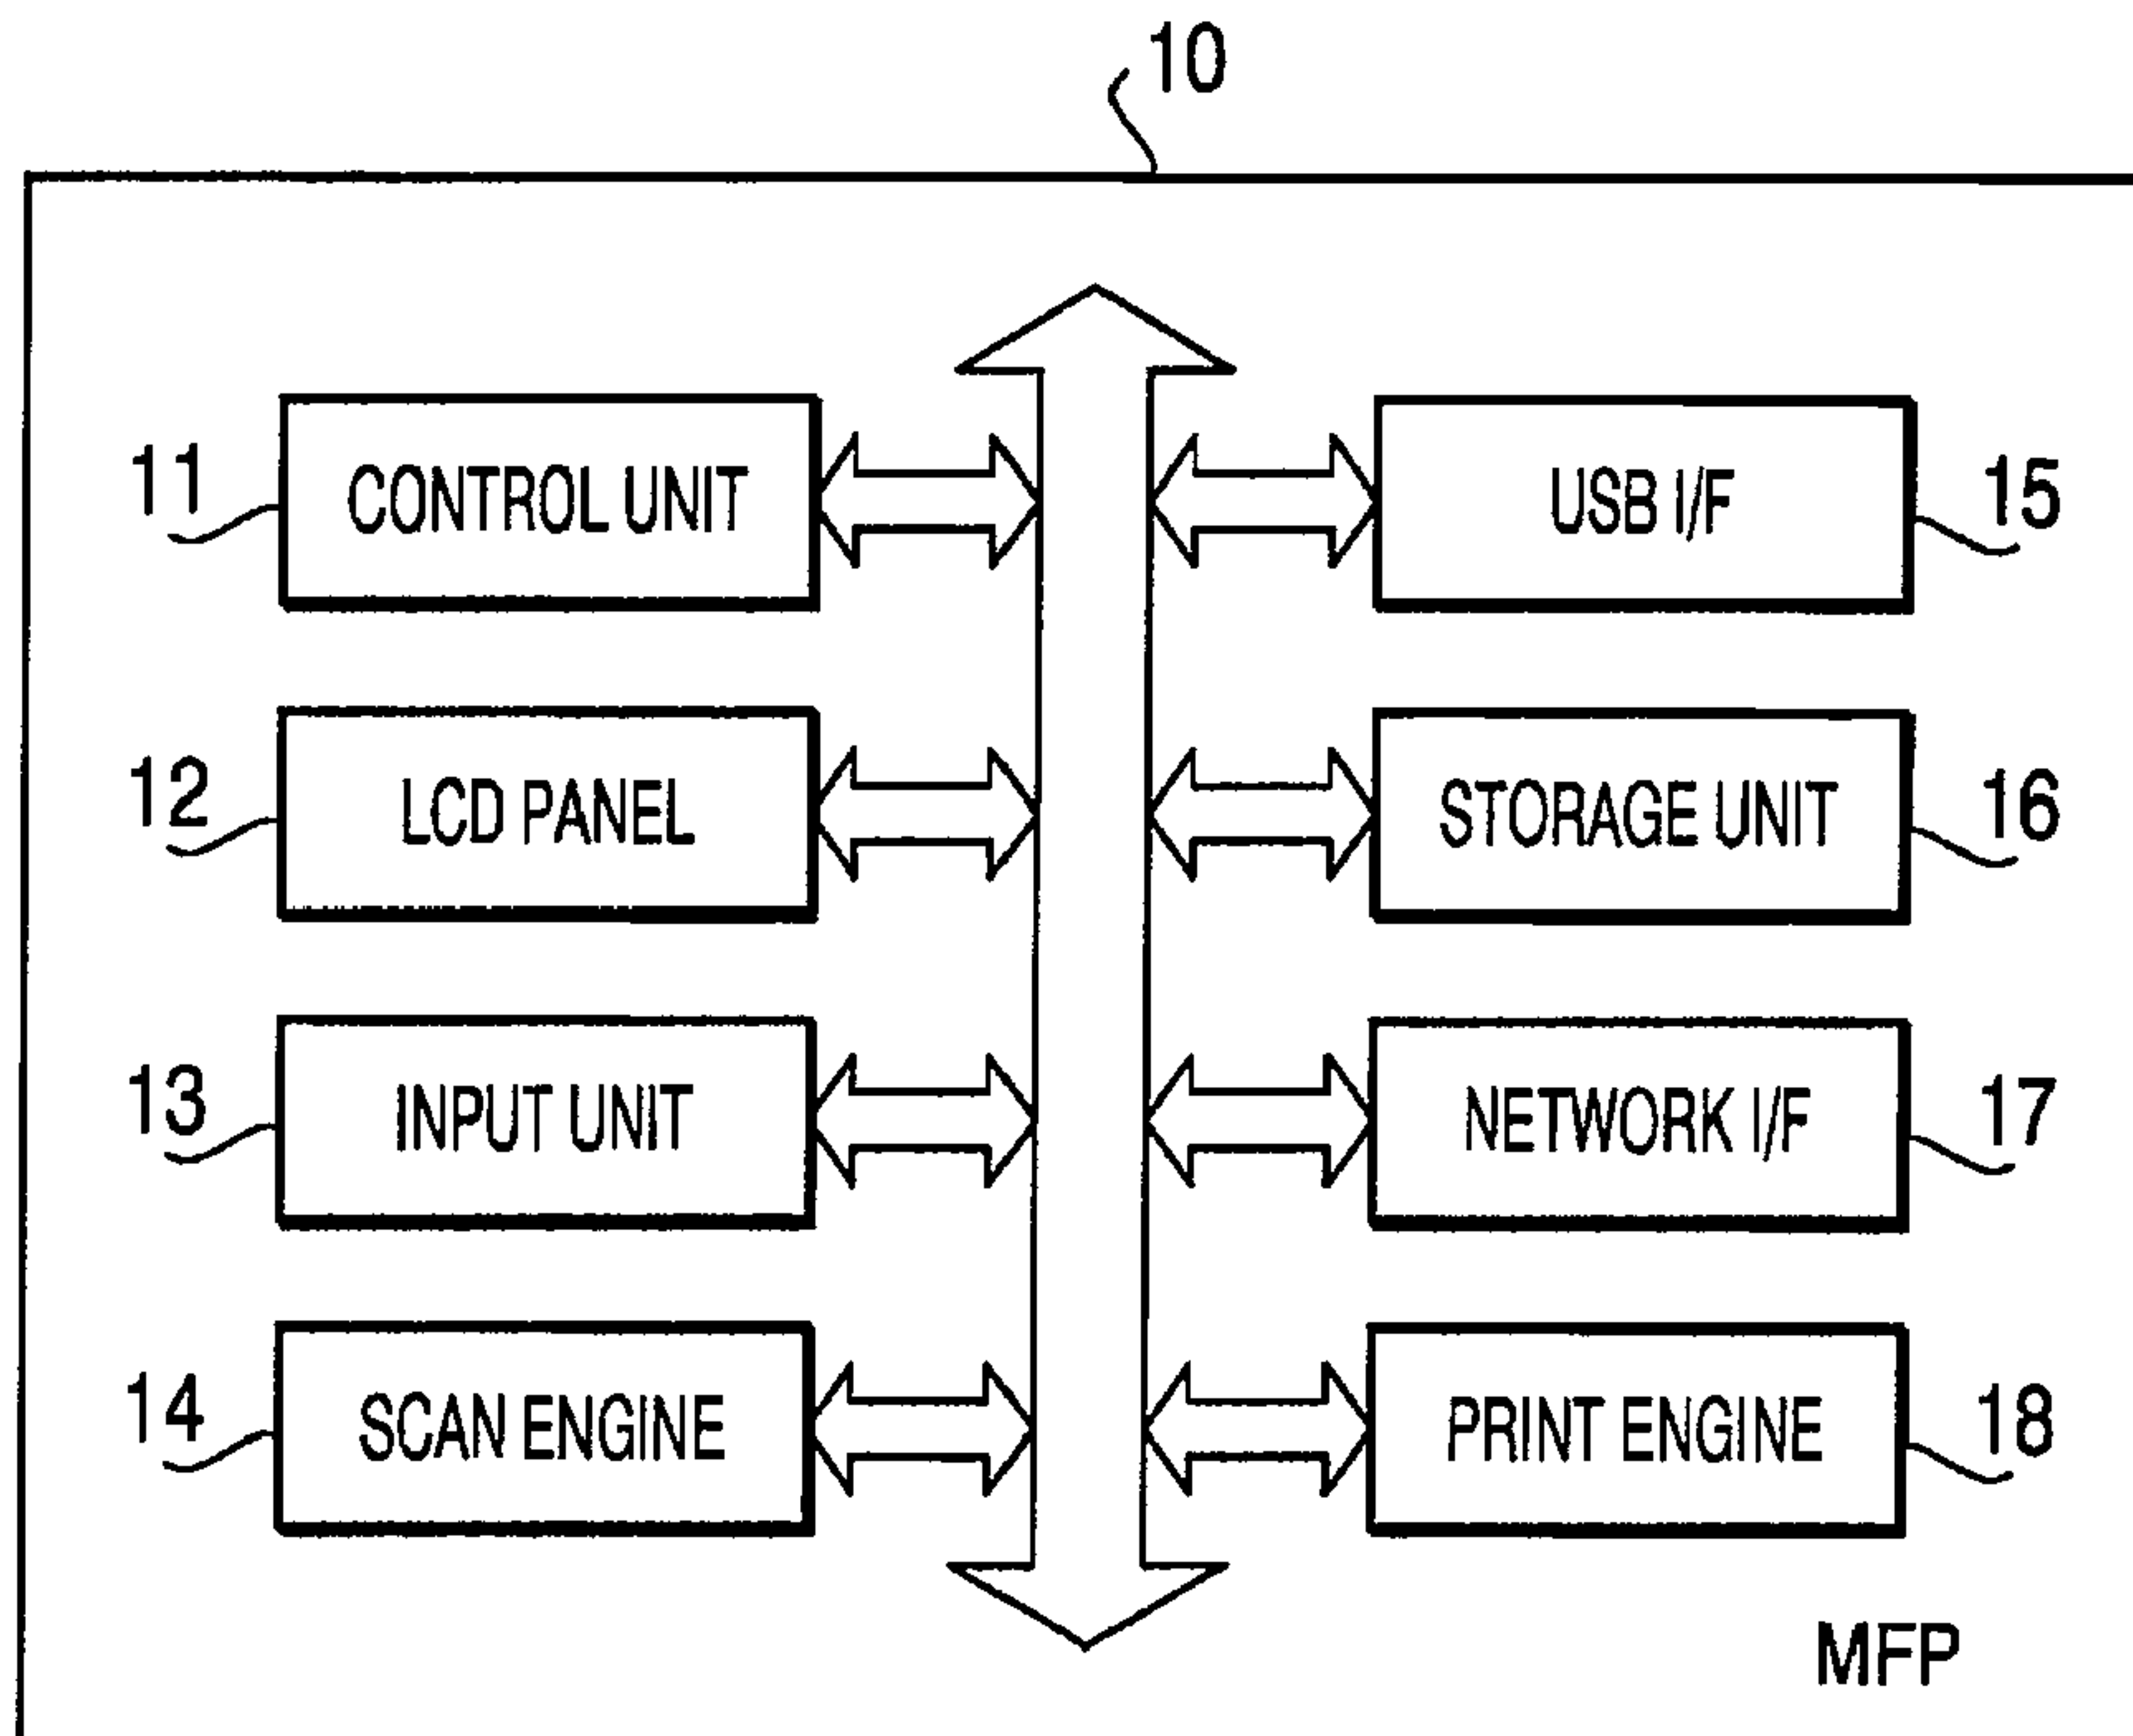 10
11
CONTROL UNIT
USB I/F
15
12
LCD PANEL
STORAGE UNIT
16
13
INPUT UNIT
NETWORK I/F
17
14
SCAN ENGINE
PRINT ENGINE
18
MFP